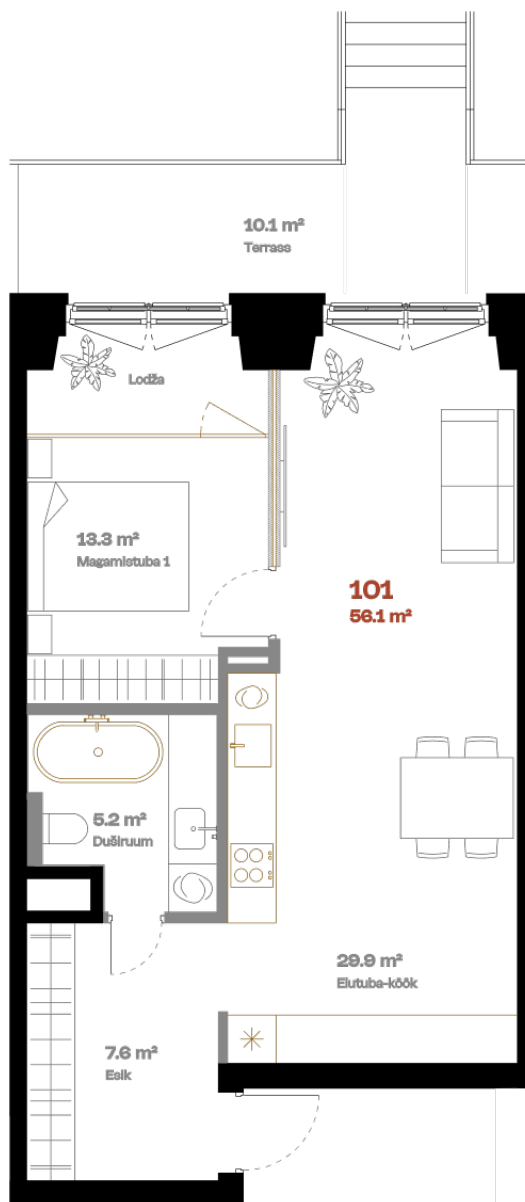 10.1 m²
Terrass
Lodža
13.3 m²
Magamistuba 1
101
56.1 m²
5.2 m²
Duširuum
29.9 m²
Elutuba-köök
7.6 m²
Esik